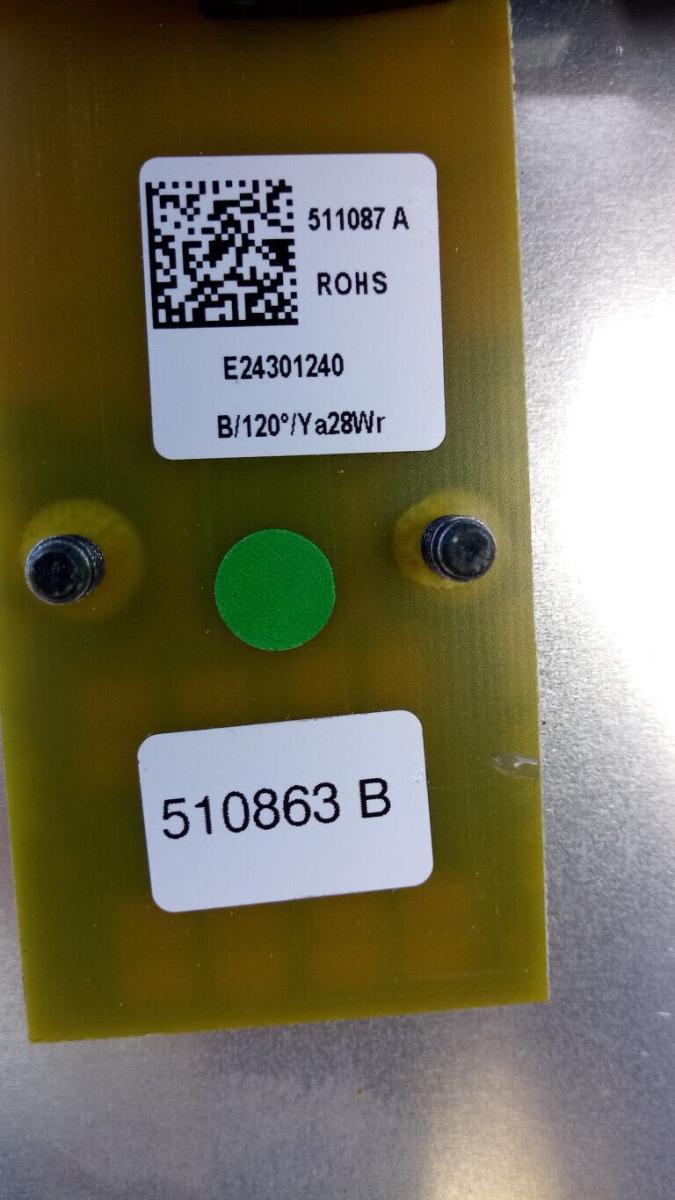 511087 A
ROHS
E24301240
B/120°/Ya28Wr
510863 B